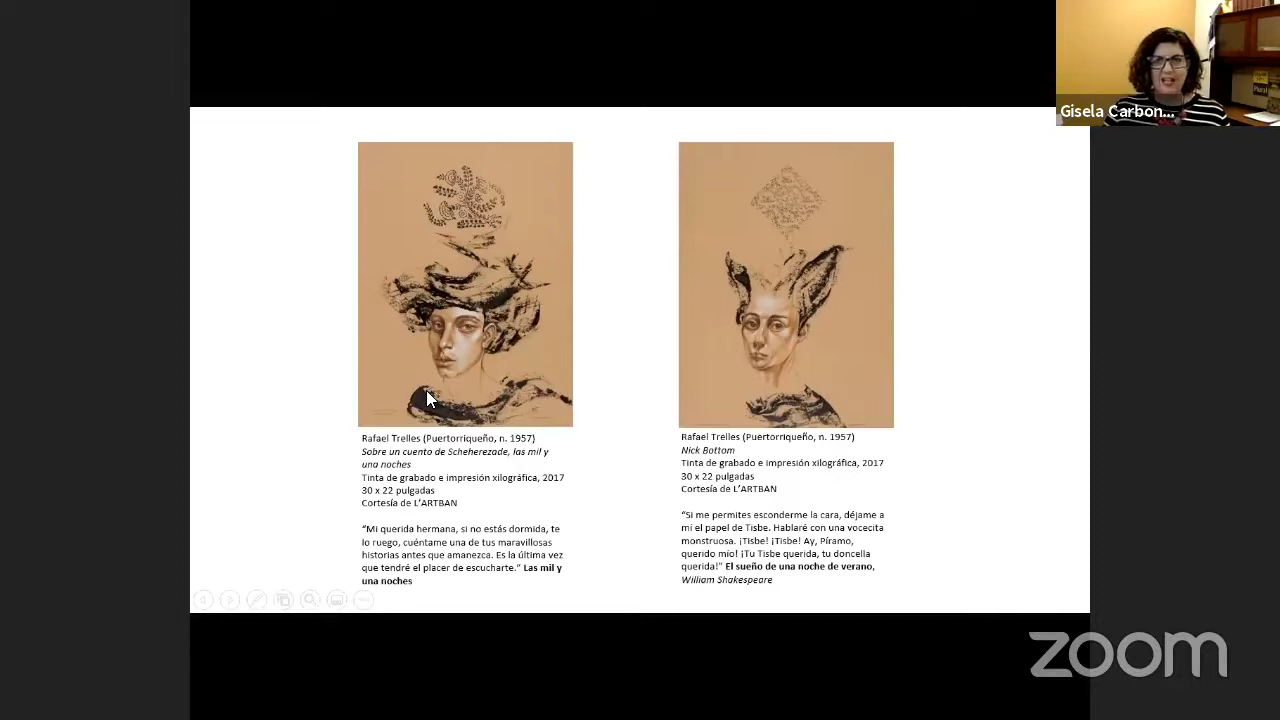 Gisela Carbon...
Rafael Trelles (Puertorriqueño, n. 1957)
Sobre un cuento de Scheherezade, las mil y
una noches
Tinta de grabado e impresión xilográfica, 2017
30 x 22 pulgadas
Cortesía de L’ARTBAN
“Mi querida hermana, si no estás dormida, te
lo ruego, cuéntame una de tus maravillosas
historias antes que amanezca. Es la última vez
que tendré el placer de escucharte.” Las mil y
una noches
Rafael Trelles (Puertorriqueño, n. 1957)
Nick Bottom
Tinta de grabado e impresión xilográfica, 2017
30 x 22 pulgadas
Cortesía de L’ARTBAN
“Si me permites esconderme la cara, déjame a
mí el papel de Tisbe. Hablaré con una vocecita
monstruosa. ¡Tisbe! ¡Tisbe! Ay, Píramo,
querido mío! ¡Tu Tisbe querida, tu doncella
querida!” El sueño de una noche de verano,
William Shakespeare
zoom